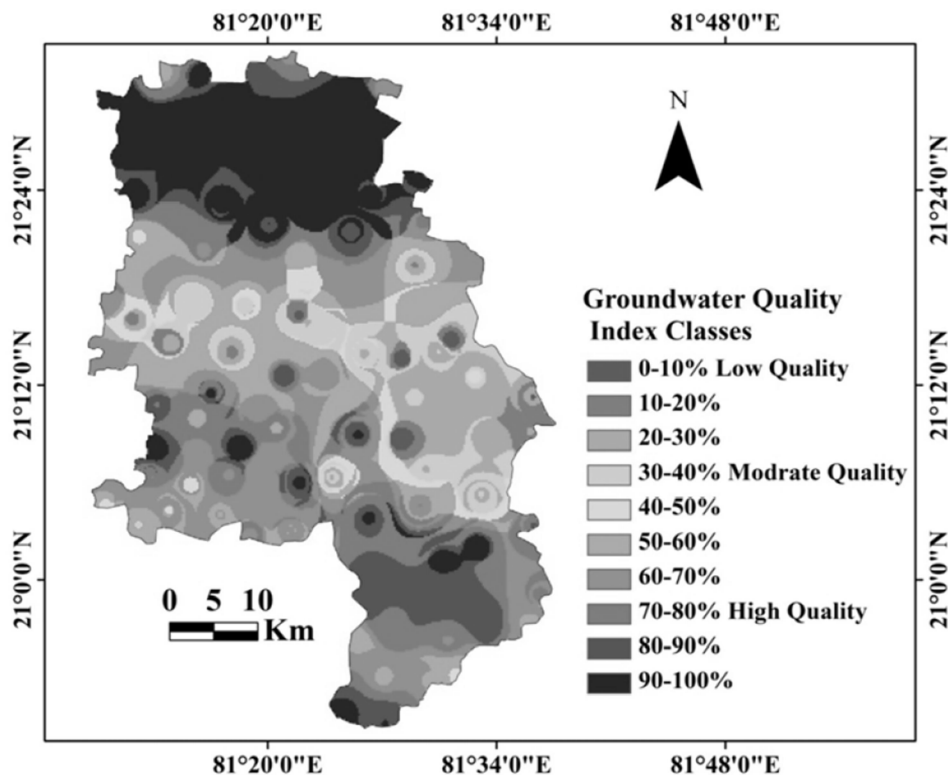 81°20'0"E 81°34'0"E 81°48'0"E
N
21°24'0"N 21°24'0"N
Groundwater Quality
Index Classes
0-10% Low Quality
21°12'0"N 21°12'0"N
10-20%
20-30%
30-40% Modrate Quality
40-50%
50-60%
60-70%
21°0'0"N 21°0'0"N
70-80% High Quality
0 5 10
Km
80-90%
90-100%
81°20'0"E 81°34'0"E 81°48'0"E